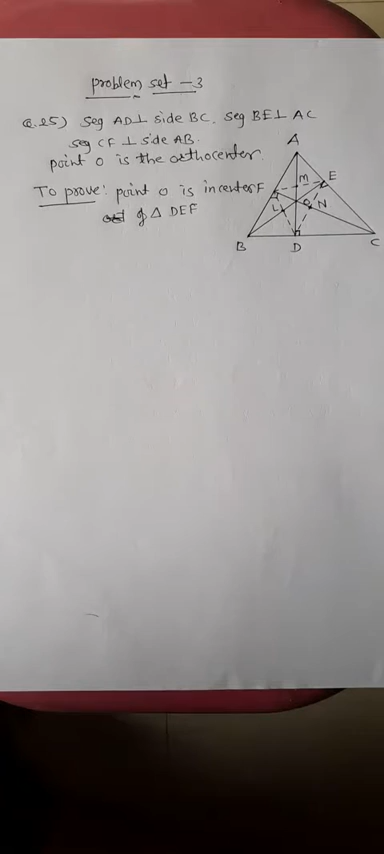 problem set - 3
Q.25) Seg AD⊥ side BC. Seg BE⊥ AC
Seg CF ⊥ side AB.
point O is the orthocenter.
To prove: point O is incenter
of Δ DEF
A
M E
F
L O N
B D C